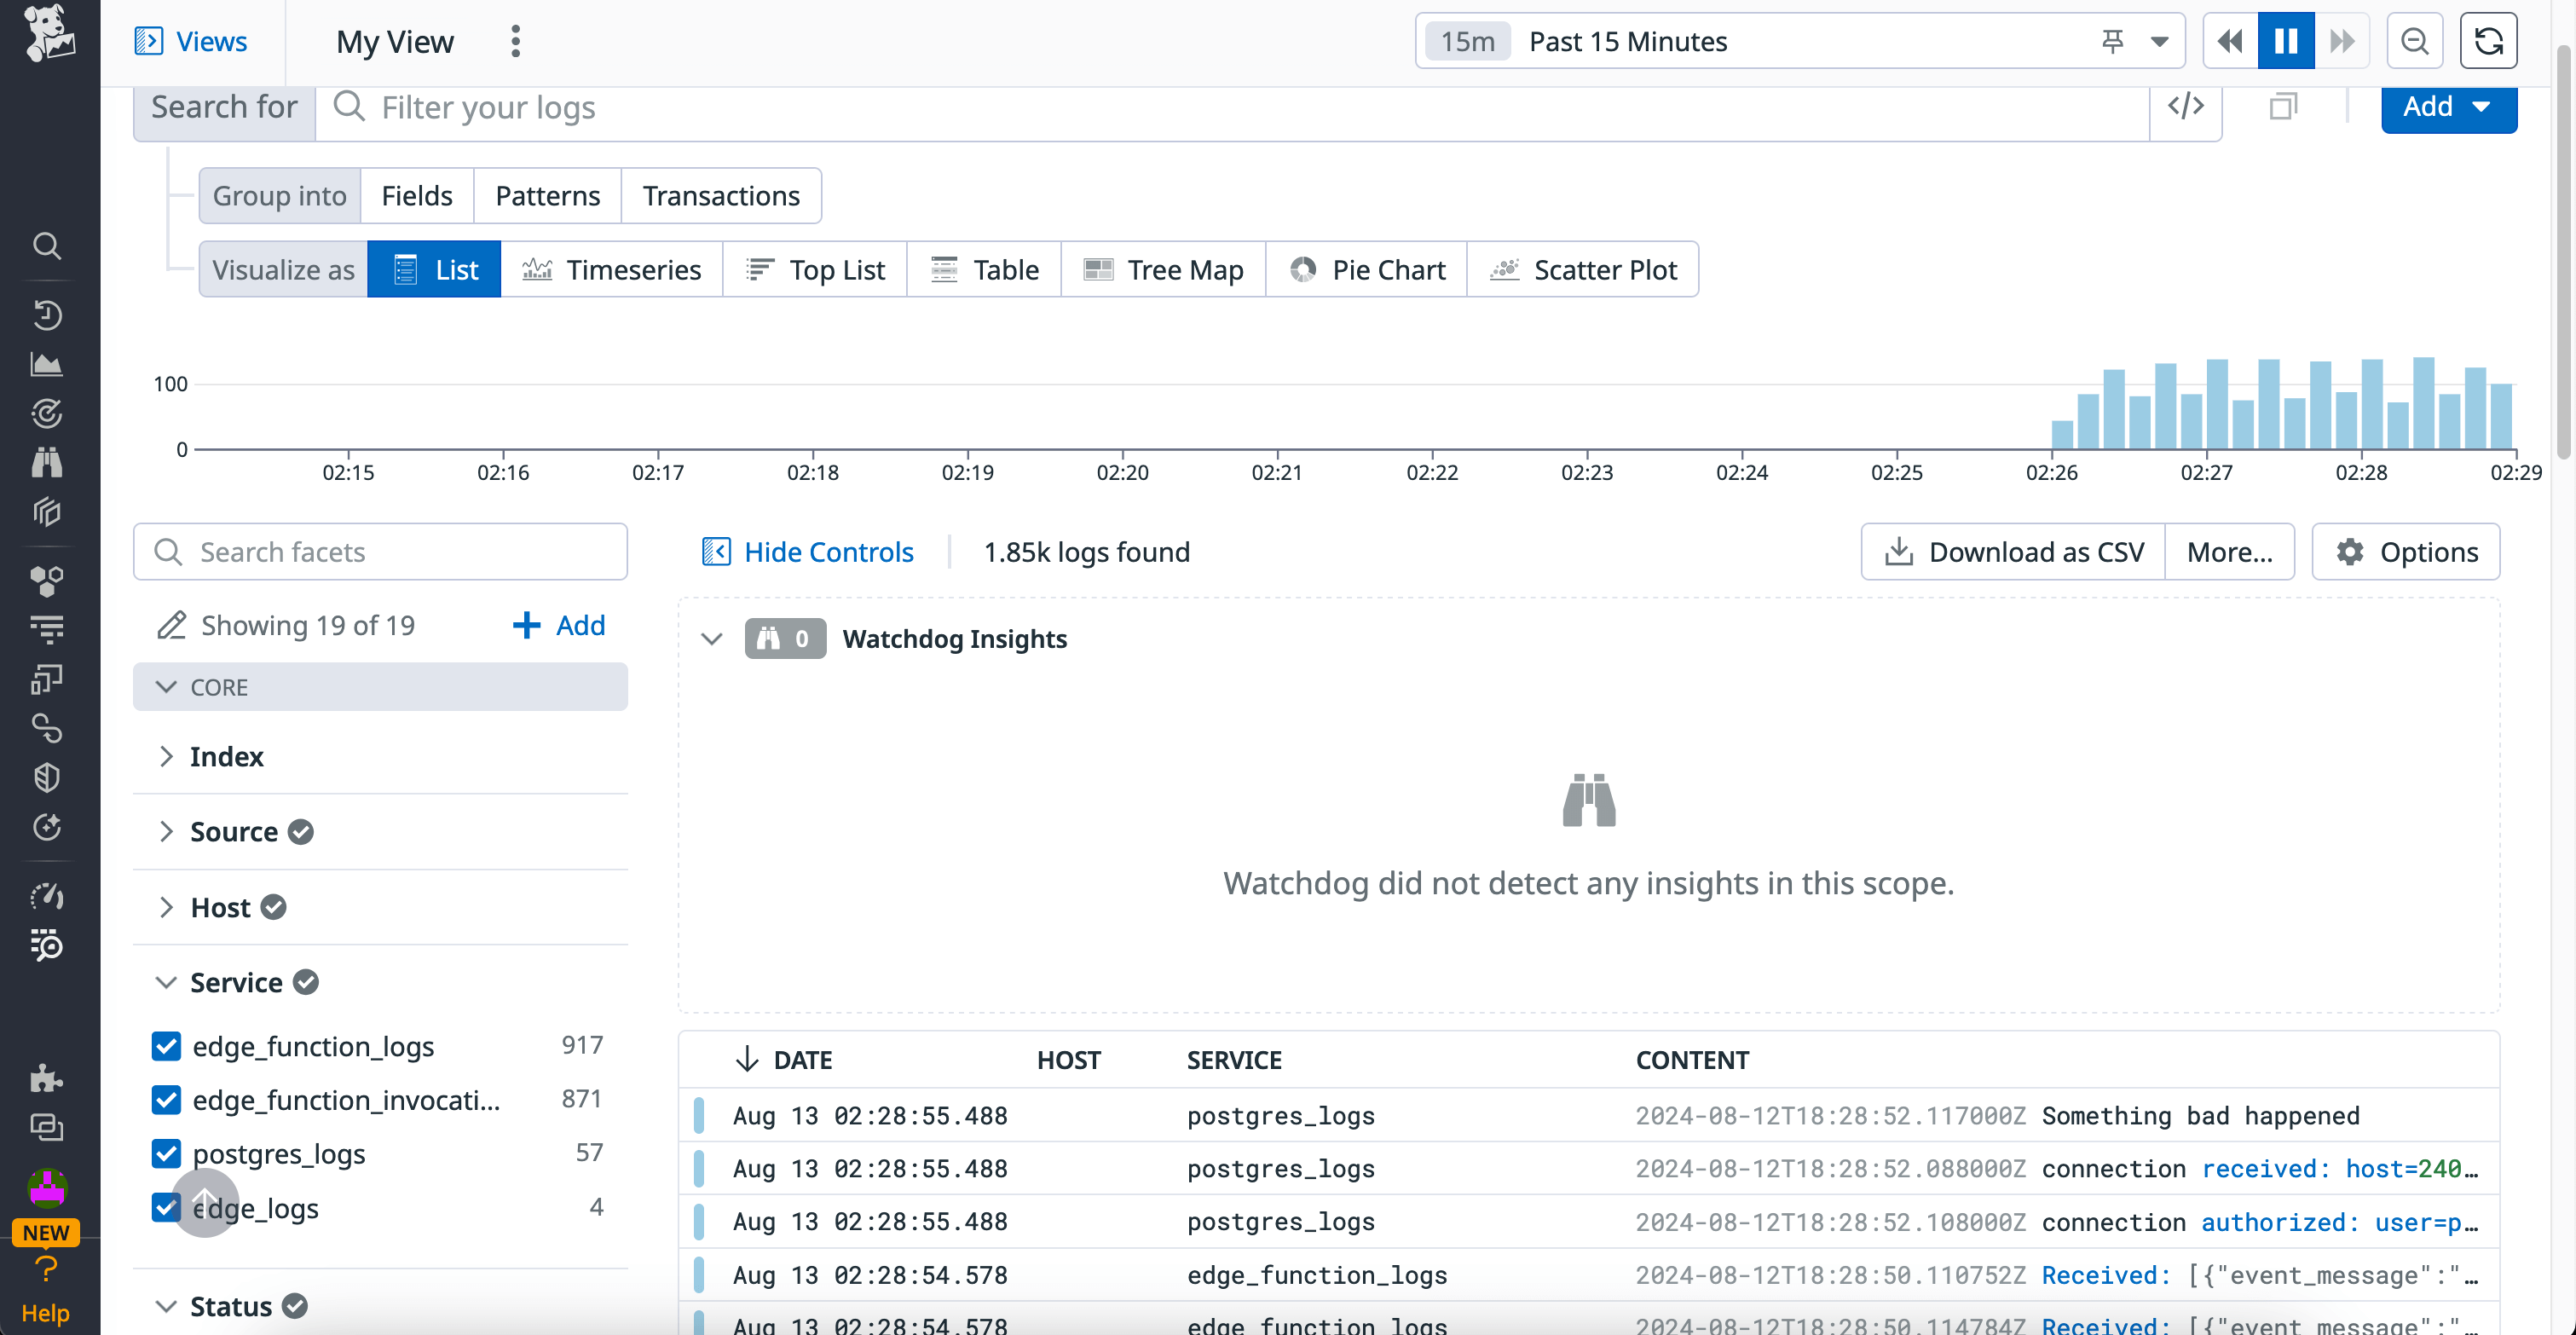 Views My View 15m Past 15 Minutes
Search for Filter your logs </> Add
Group into Fields Patterns Transactions
Visualize as List Timeseries Top List Table Tree Map Pie Chart Scatter Plot
100
0
02:15 02:16 02:17 02:18 02:19 02:20 02:21 02:22 02:23 02:24 02:25 02:26 02:27 02:28 02:29
Search facets
Hide Controls 1.85k logs found Download as CSV More... Options
Showing 19 of 19 + Add
0 Watchdog Insights
CORE
Index
Source
Host
Watchdog did not detect any insights in this scope.
Service
edge_function_logs 917
edge_function_invocati... 871
postgres_logs 57
edge_logs 4
Status
DATE HOST SERVICE CONTENT
Aug 13 02:28:55.488 postgres_logs 2024-08-12T18:28:52.117000Z Something bad happened
Aug 13 02:28:55.488 postgres_logs 2024-08-12T18:28:52.088000Z connection received: host=240…
Aug 13 02:28:55.488 postgres_logs 2024-08-12T18:28:52.108000Z connection authorized: user=p…
Aug 13 02:28:54.578 edge_function_logs 2024-08-12T18:28:50.110752Z Received: [{"event_message":"…
Aug 13 02:28:54.578 edge_function_logs 2024-08-12T18:28:50.114784Z Received: [{"event_message":"…
NEW
?
Help